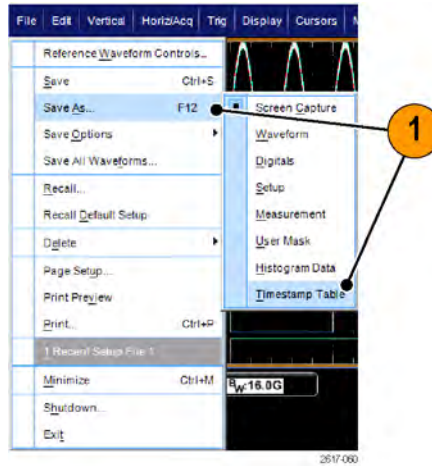 File Edit Vertical Horiz/Acq Trig Display Cursors
Reference Waveform Controls...
Save Ctrl+S
Save As... F12
Save Options
Save All Waveforms...
Recall...
Recall Default Setup
Delete
Page Setup...
Print Preview
Print... Ctrl+P
1 Recent Setup File 1
Minimize Ctrl+M
Shutdown...
Exit
Screen Capture
Waveform
Digitals
Setup
Measurement
User Mask
Histogram Data
Timestamp Table
1
BW:16.0G
2617-060